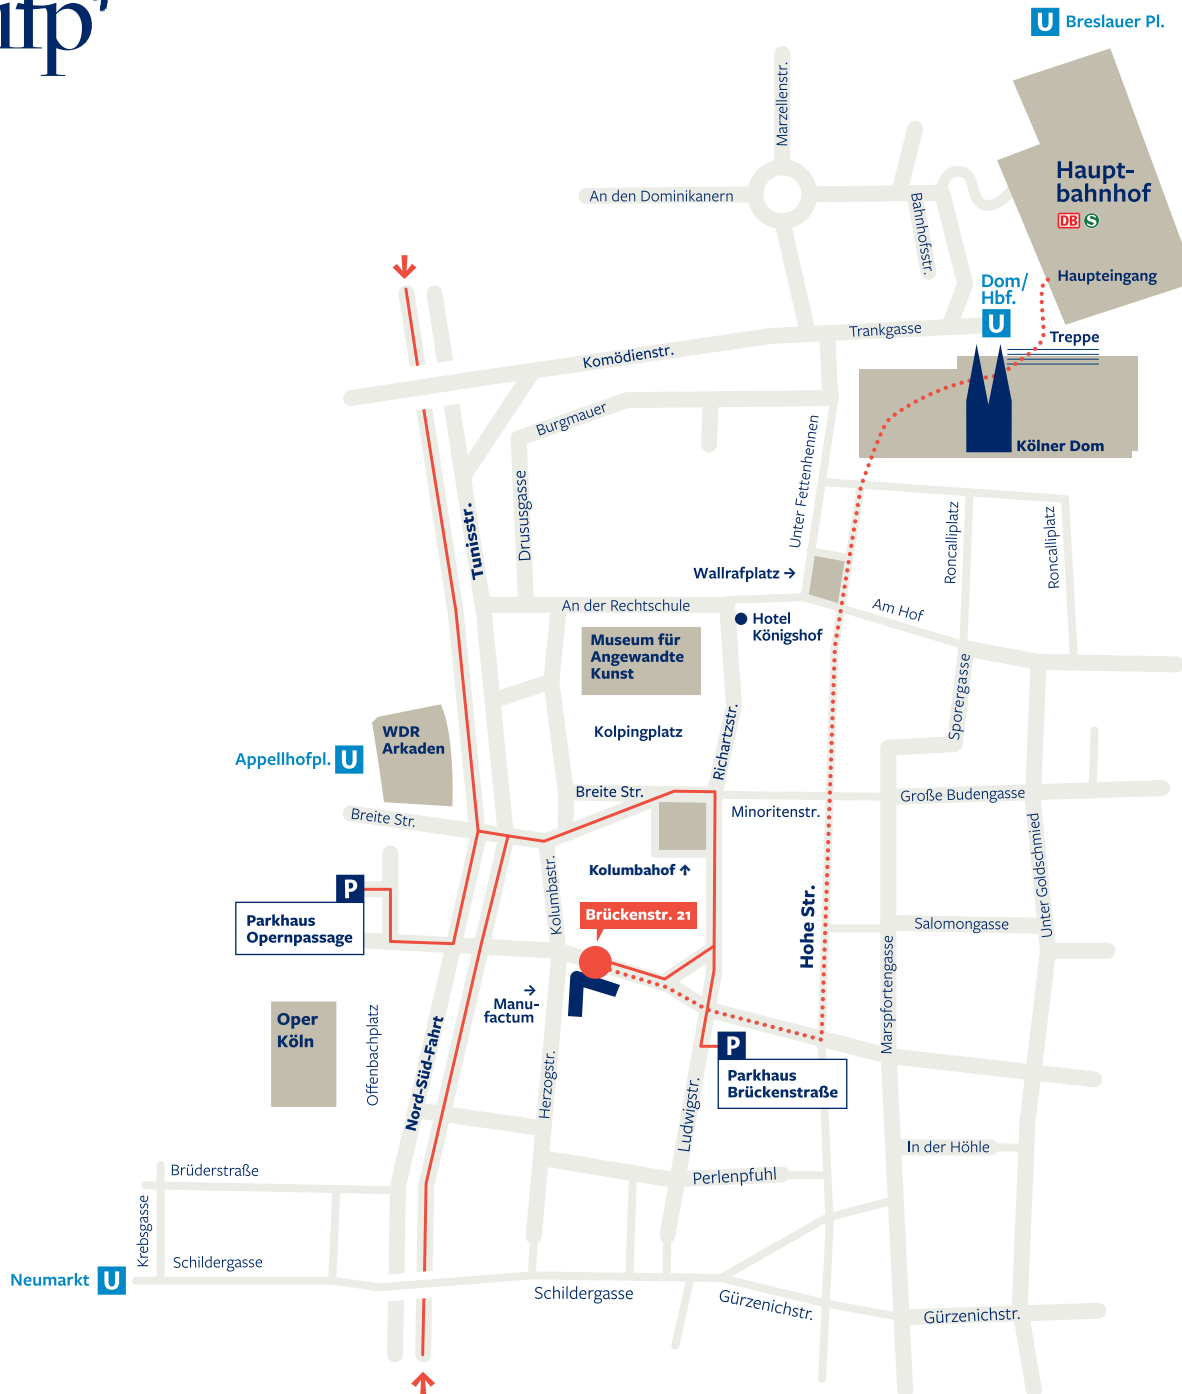 ifp
U Breslauer Pl.
Marzellenstr.
An den Dominikanern
Bahnhofsstr.
Haupt-
bahnhof
DB S
Haupteingang
Dom/
Hbf.
U
Trankgasse
Treppe
Komödienstr.
Burgmauer
Kölner Dom
Unter Fettenhennen
Drususgasse
Tunisstr.
Roncalliplatz
Roncalliplatz
Wallrafplatz →
An der Rechtschule
Am Hof
Hotel
Königshof
Museum für
Angewandte
Kunst
Sporergasse
Richartzstr.
Kolpingplatz
WDR
Arkaden
Appellhofpl. U
Breite Str.
Breite Str.
Minoritenstr.
Große Budengasse
Unter Goldschmied
Kolumbahof ↑
Kolumbastr.
P
Parkhaus
Opernpassage
Brückenstr. 21
Hohe Str.
Salomongasse
Marspfortengasse
→
Manu-
factum
Oper
Köln
Offenbachplatz
Nord-Süd-Fahrt
Herzogstr.
Ludwigstr.
P
Parkhaus
Brückenstraße
In der Höhle
Perlenpfuhl
Brüderstraße
Krebsgasse
Schildergasse
Neumarkt U
Schildergasse
Gürzenichstr.
Gürzenichstr.